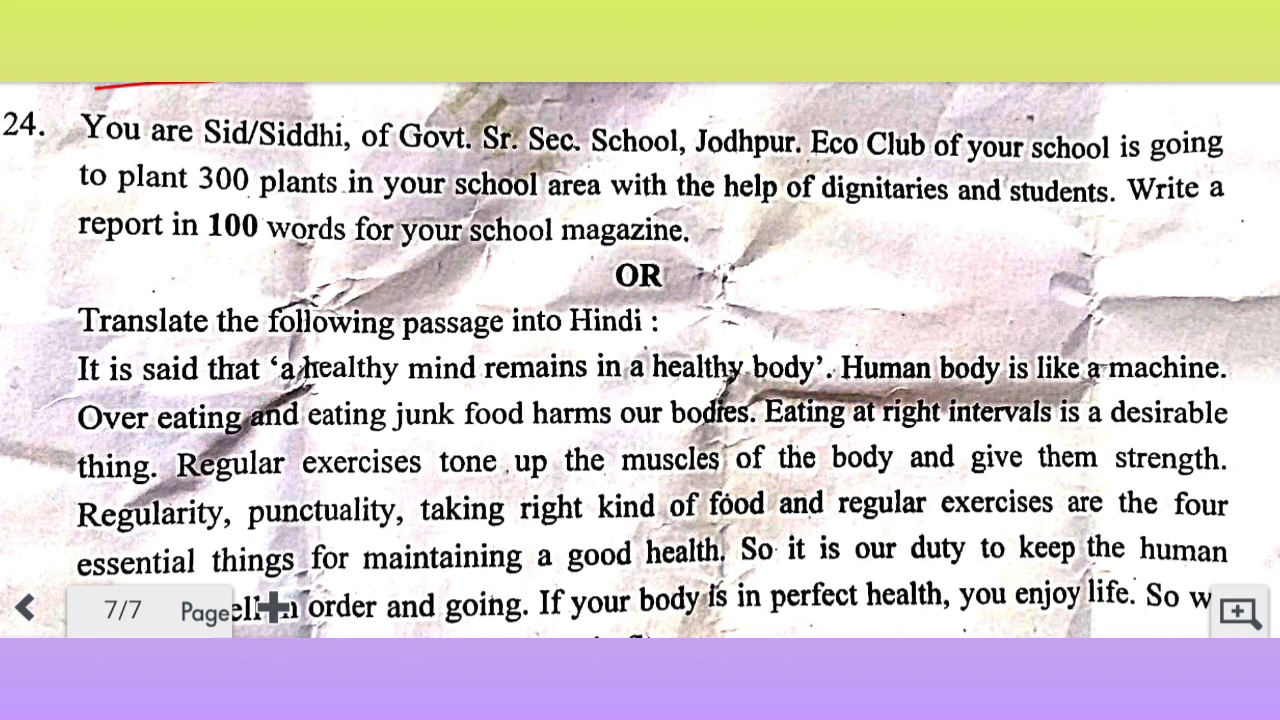 24. You are Sid/Siddhi, of Govt. Sr. Sec. School, Jodhpur. Eco Club of your school is going
to plant 300 plants in your school area with the help of dignitaries and students. Write a
report in 100 words for your school magazine.
OR
Translate the following passage into Hindi :
It is said that ‘a healthy mind remains in a healthy body’. Human body is like a machine.
Over eating and eating junk food harms our bodies. Eating at right intervals is a desirable
thing. Regular exercises tone up the muscles of the body and give them strength.
Regularity, punctuality, taking right kind of food and regular exercises are the four
essential things for maintaining a good health. So it is our duty to keep the human
order and going. If your body is in perfect health, you enjoy life. So
7/7 Page